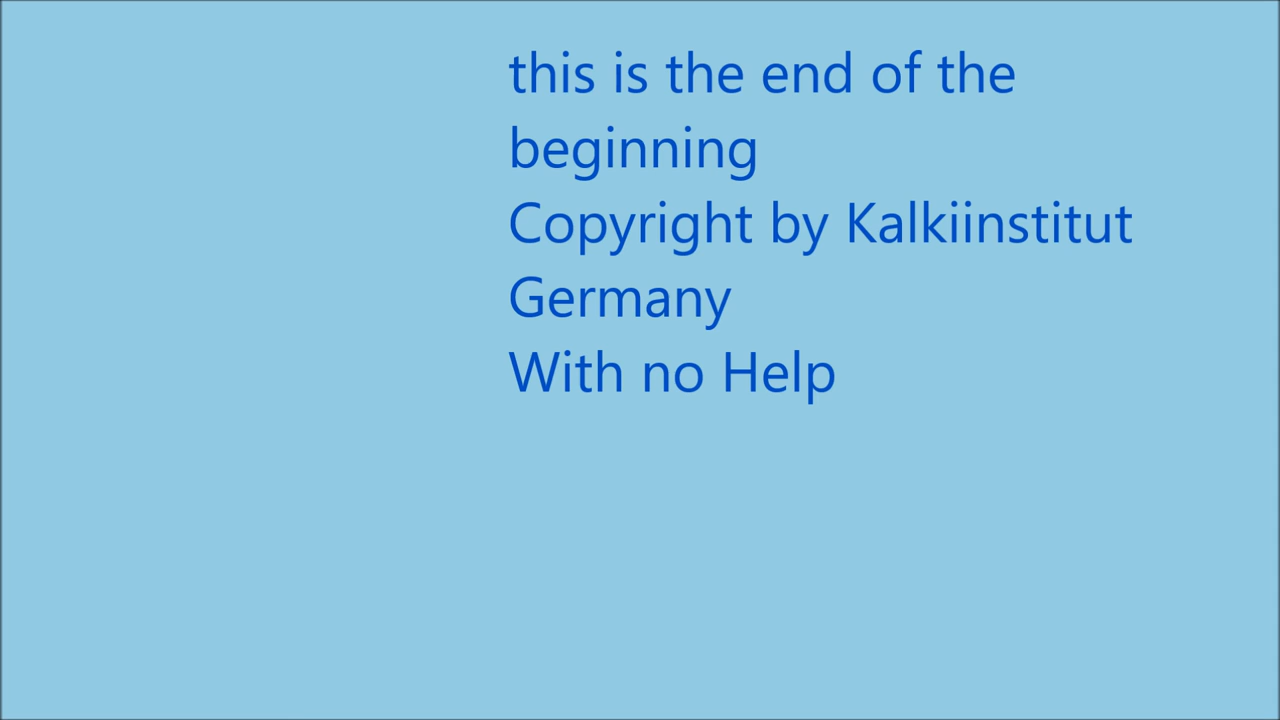 this is the end of the
beginning
Copyright by Kalkiinstitut
Germany
With no Help